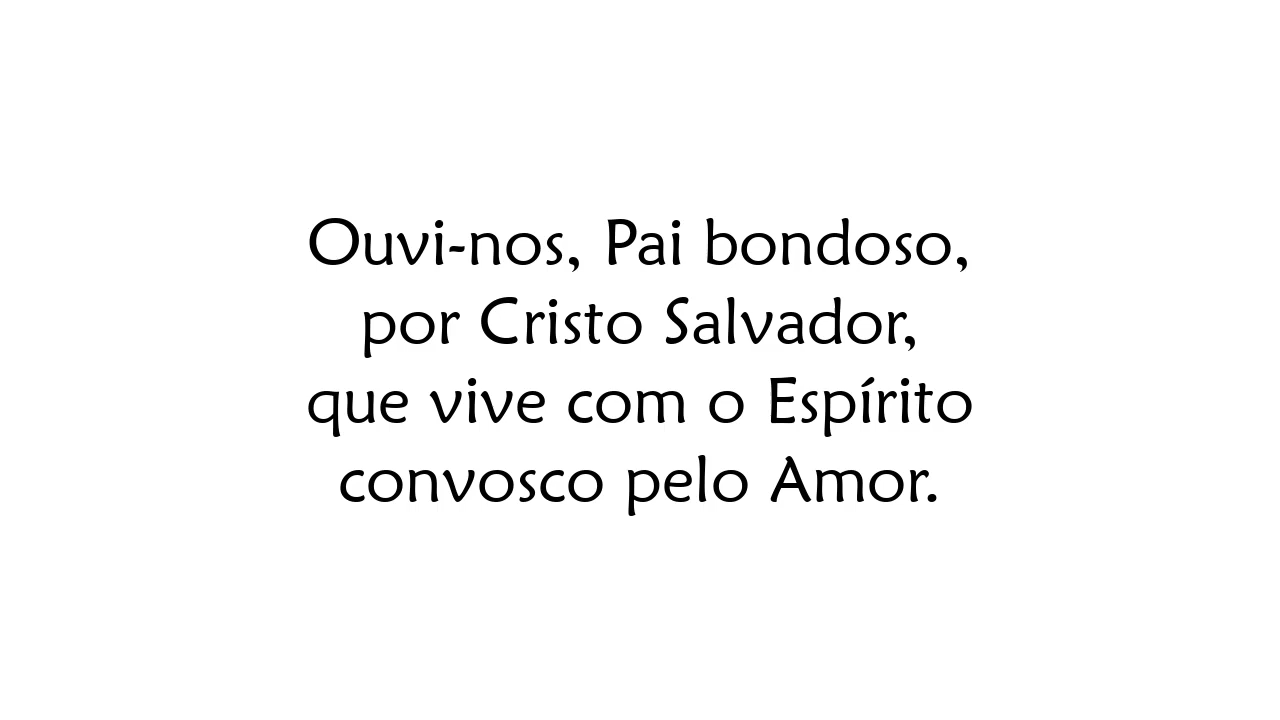 Ouvi-nos, Pai bondoso,
por Cristo Salvador,
que vive com o Espírito
convosco pelo Amor.